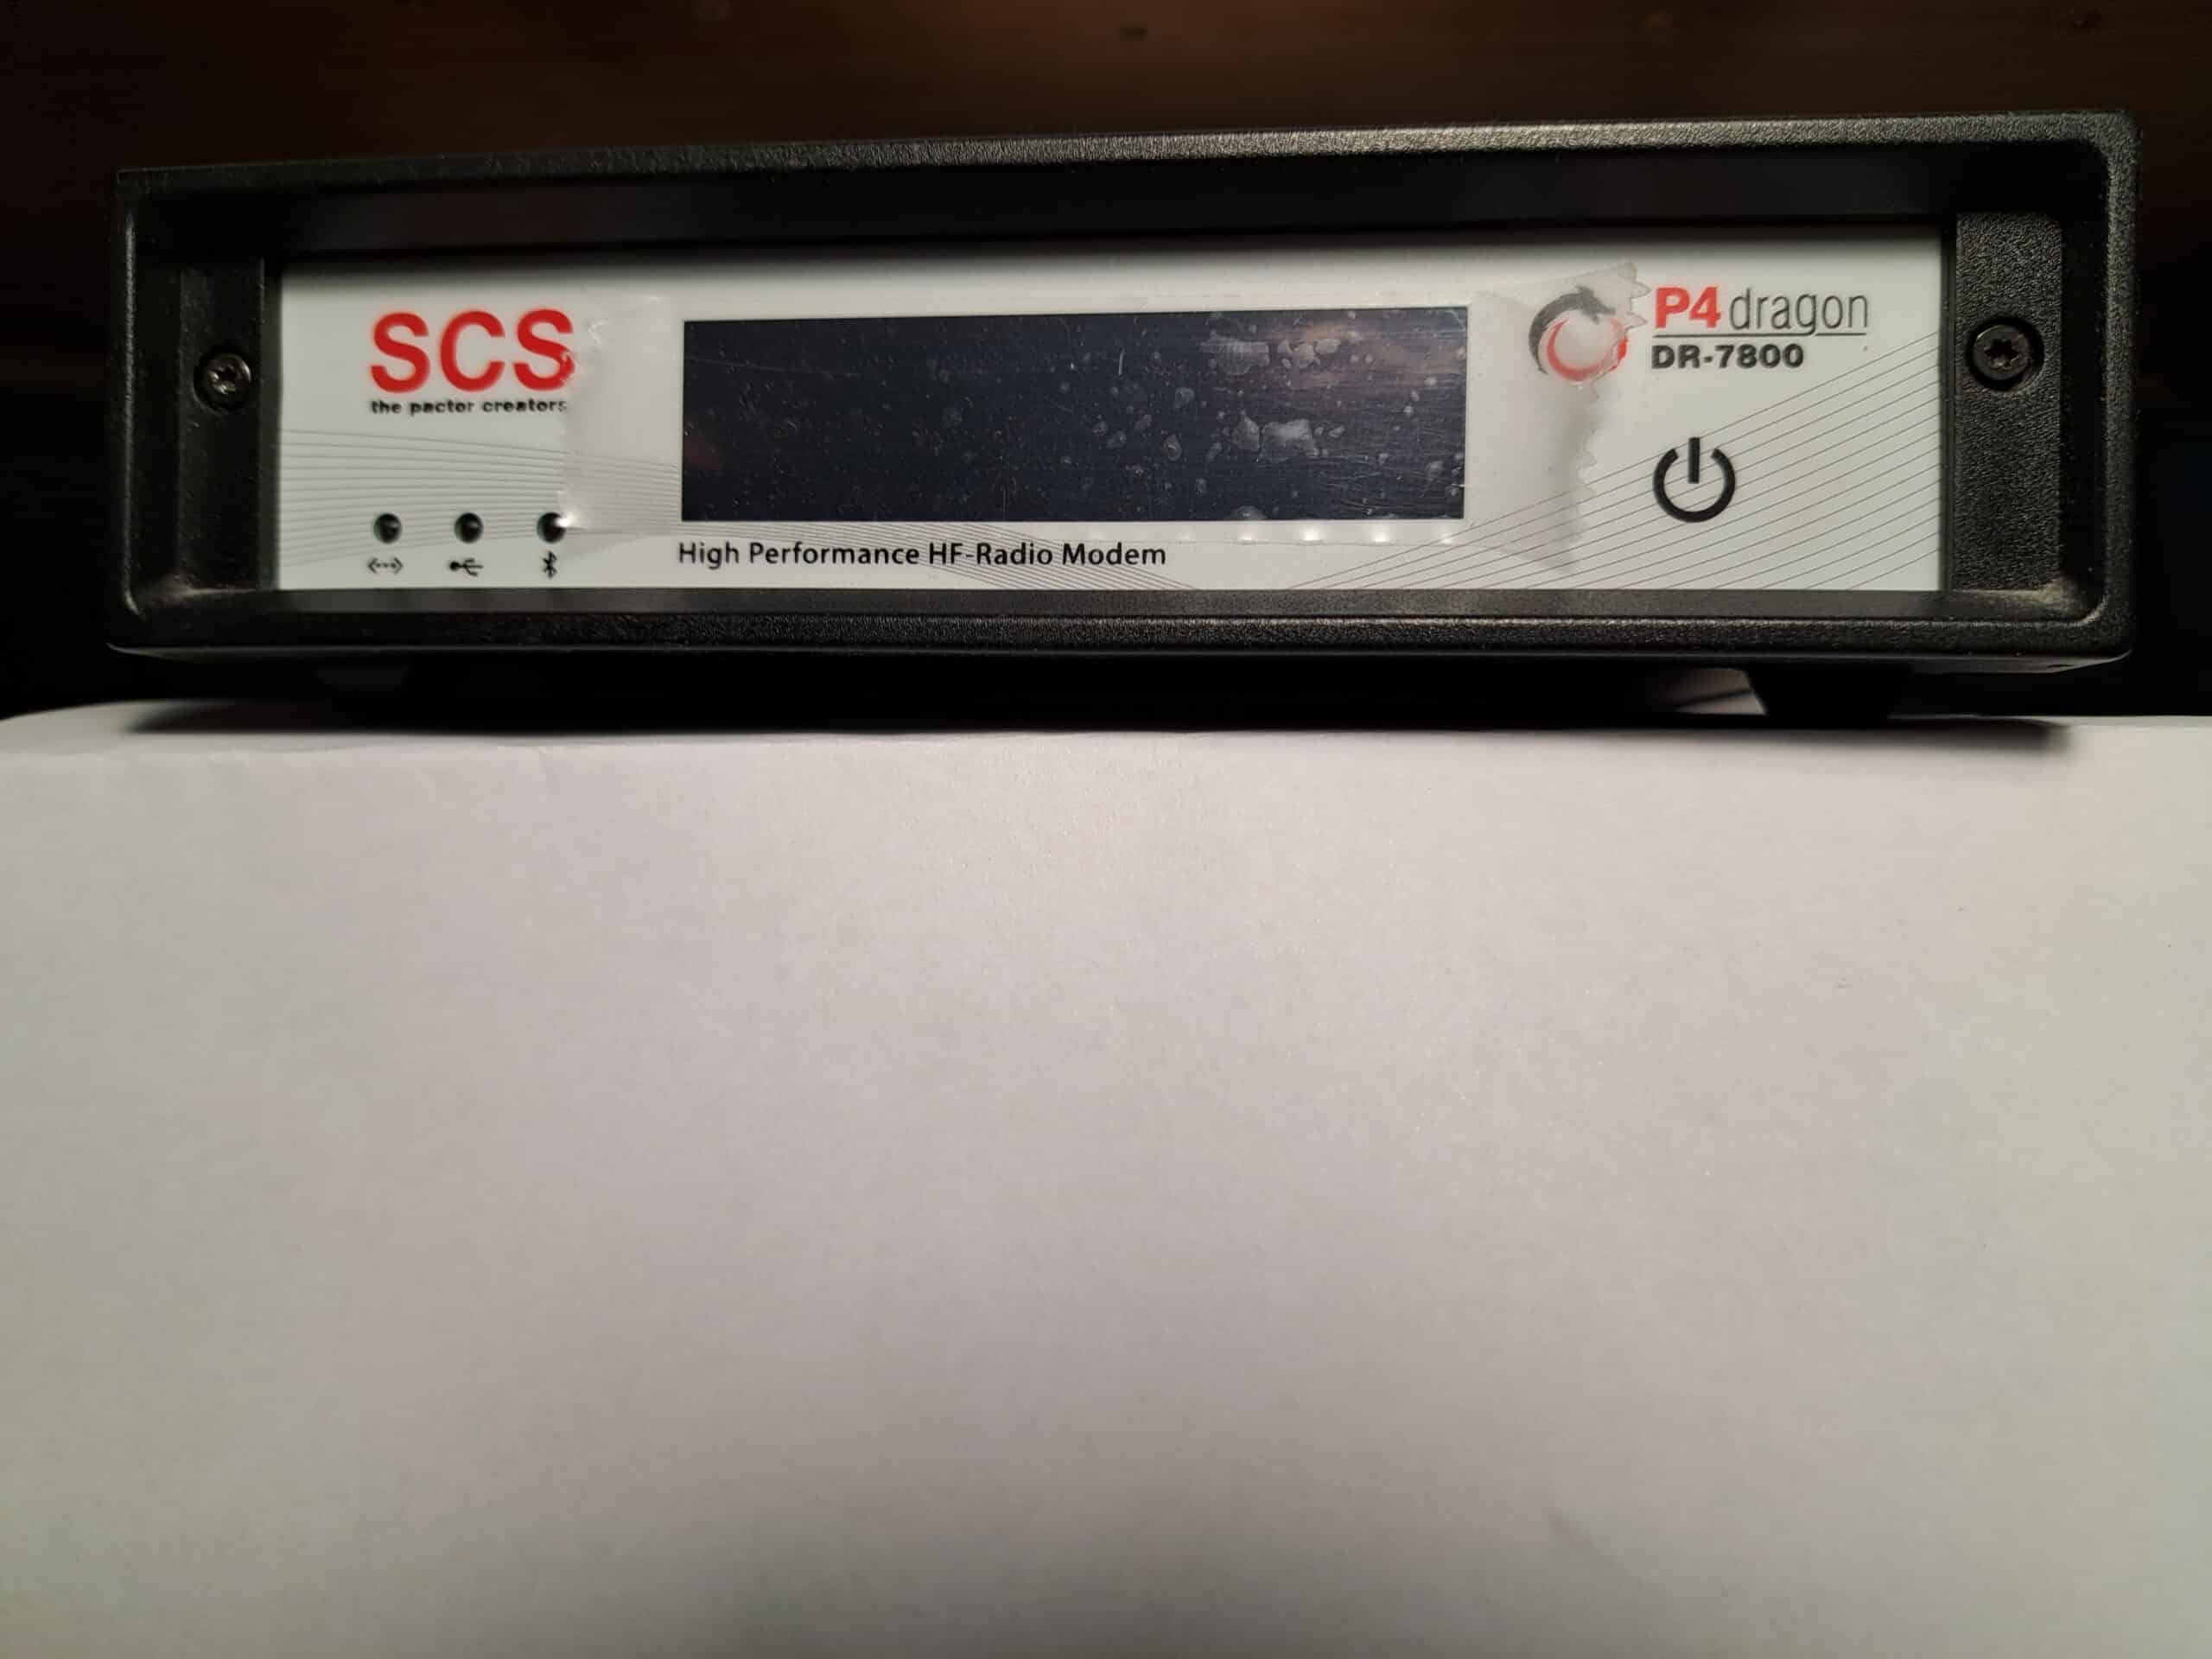 SCS
the pactor creators
P4dragon
DR-7800
High Performance HF-Radio Modem